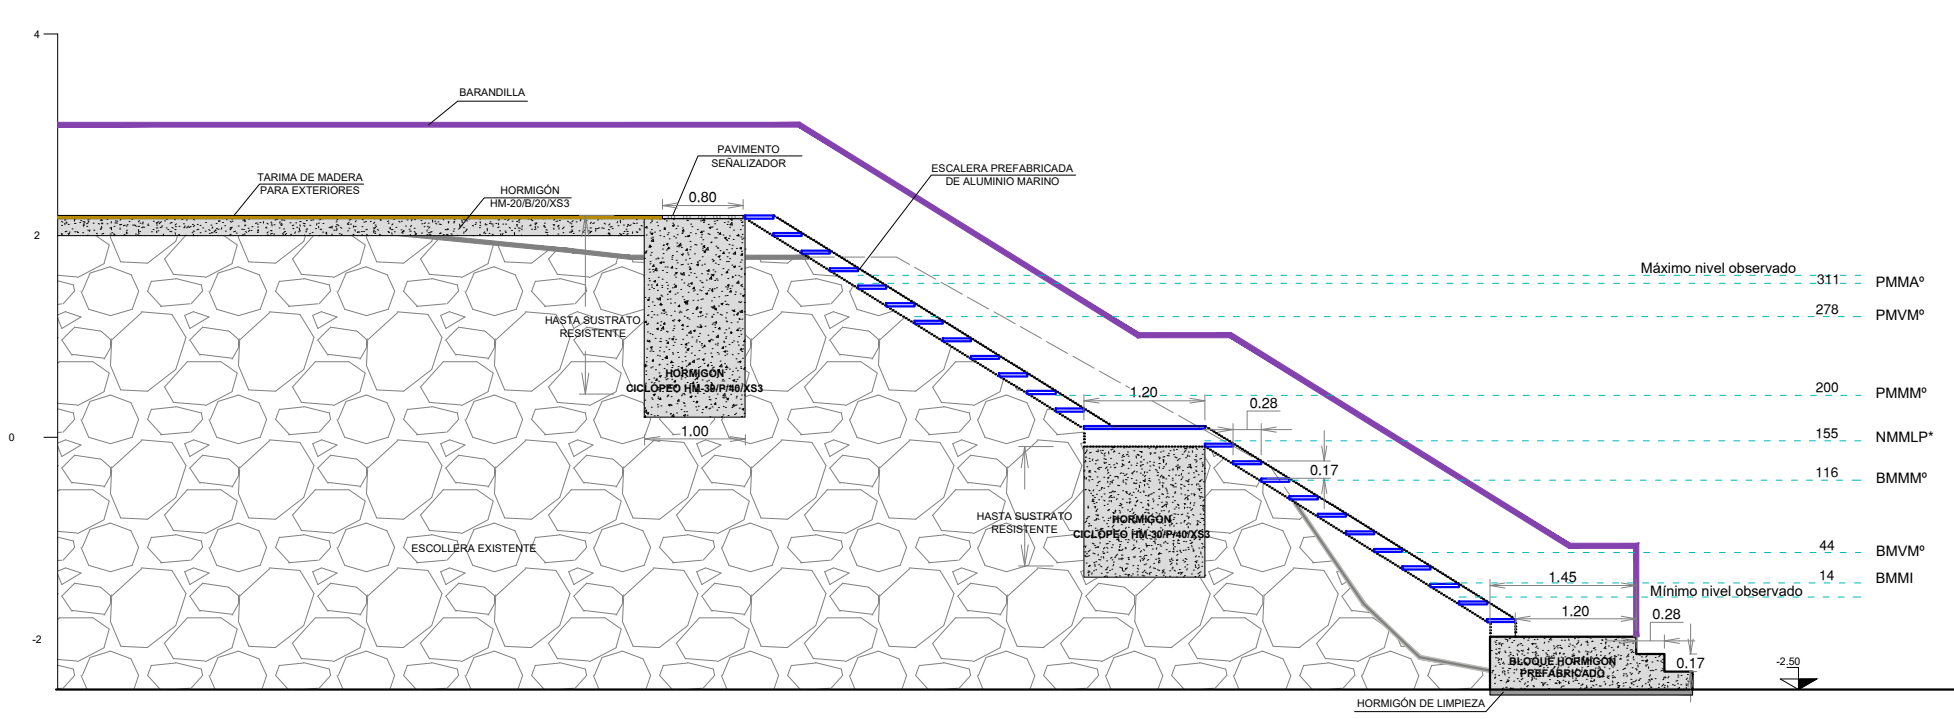 4
BARANDILLA
PAVIMENTO
SEÑALIZADOR
ESCALERA PREFABRICADA
DE ALUMINIO MARINO
TARIMA DE MADERA
PARA EXTERIORES
HORMIGÓN
HM-20/B/20/XS3
0.80
2
Máximo nivel observado
311 PMMAº
278 PMVMº
HASTA SUSTRATO
RESISTENTE
HORMIGÓN
CICLÓPEO HM-30/P/40/XS3
1.00
1.20
0.28
200 PMMMº
0
155 NMMLP*
0.17
116 BMMMº
HASTA SUSTRATO
RESISTENTE
HORMIGÓN
CICLÓPEO HM-30/P/40/XS3
ESCOLLERA EXISTENTE
44 BMVMº
1.45
14 BMMI
Mínimo nivel observado
1.20
0.28
-2
BLOQUE HORMIGÓN
PREFABRICADO
0.17
-2.50
HORMIGÓN DE LIMPIEZA